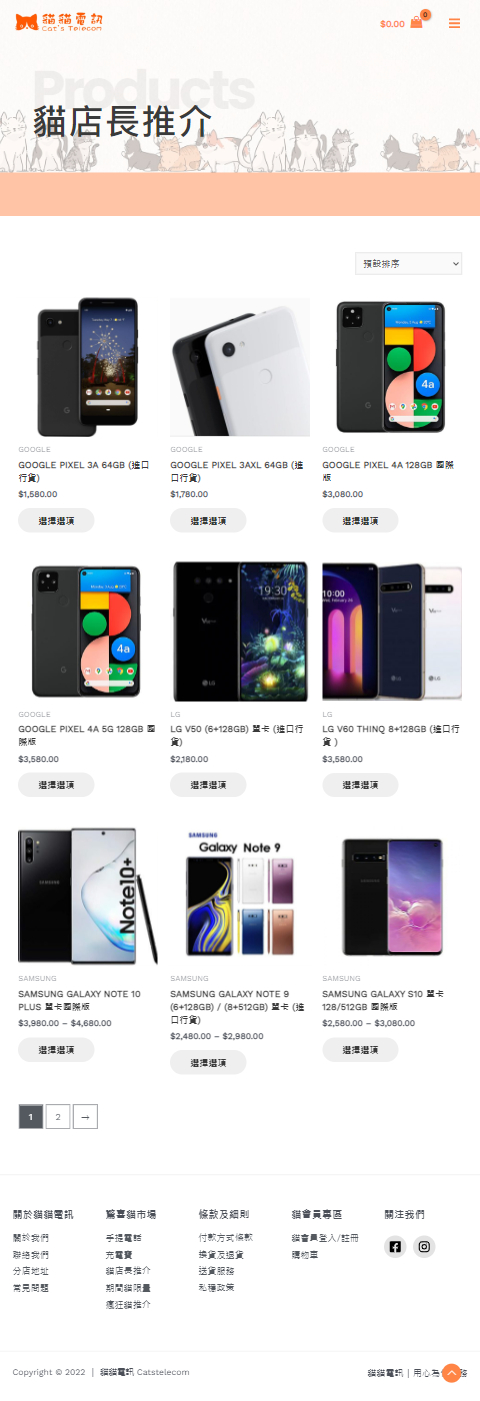 貓貓電訊
Cat's Telecom
$0.00
0
Products
貓店長推介
預設排序
4a
GOOGLE
GOOGLE
GOOGLE
GOOGLE PIXEL 3A 64GB (進口
行貨)
GOOGLE PIXEL 3AXL 64GB (進
口行貨)
GOOGLE PIXEL 4A 128GB 國際
版
$1,580.00
$1,780.00
$3,080.00
選擇選項
選擇選項
選擇選項
4a
19:30
10:00
LG
LG
GOOGLE
LG
LG
GOOGLE PIXEL 4A 5G 128GB 國
際版
LG V50 (6+128GB) 單卡 (進口行
貨)
LG V60 THINQ 8+128GB (進口行
貨 )
$3,580.00
$2,180.00
$3,580.00
選擇選項
選擇選項
選擇選項
Note10+
SAMSUNG
Galaxy Note 9
SAMSUNG
SAMSUNG
SAMSUNG
SAMSUNG GALAXY NOTE 10
PLUS 單卡國際版
SAMSUNG GALAXY NOTE 9
(6+128GB) / (8+512GB) 單卡 (進
口行貨)
SAMSUNG GALAXY S10 單卡
128/512GB 國際版
$3,980.00 – $4,680.00
$2,480.00 – $2,980.00
$2,580.00 – $3,080.00
選擇選項
選擇選項
選擇選項
1 2 →
關於貓貓電訊
關於我們
聯絡我們
分店地址
常見問題
驚喜貓市場
手提電話
充電寶
貓店長推介
期間貓限量
瘋狂貓推介
條款及細則
付款方式條款
換貨及退貨
送貨服務
私穩政策
貓會員專區
貓會員登入/註冊
購物車
關注我們
Copyright © 2022 | 貓貓電訊 Catstelecom
貓貓電訊 | 用心為